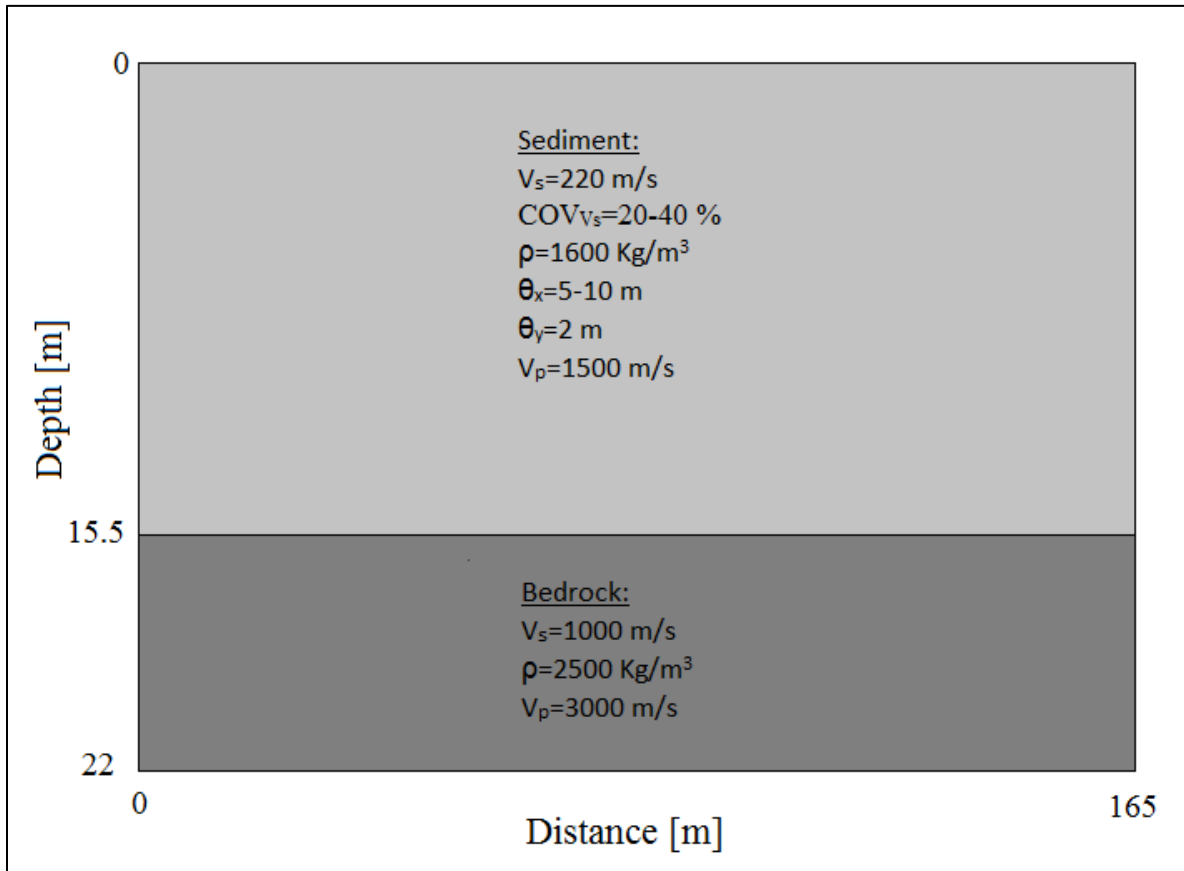 0
Sediment:
Vₛ=220 m/s
COVᵥₛ=20-40 %
ρ=1600 Kg/m³
θₓ=5-10 m
θᵧ=2 m
Vₚ=1500 m/s
Depth [m]
15.5
Bedrock:
Vₛ=1000 m/s
ρ=2500 Kg/m³
Vₚ=3000 m/s
22
0
165
Distance [m]